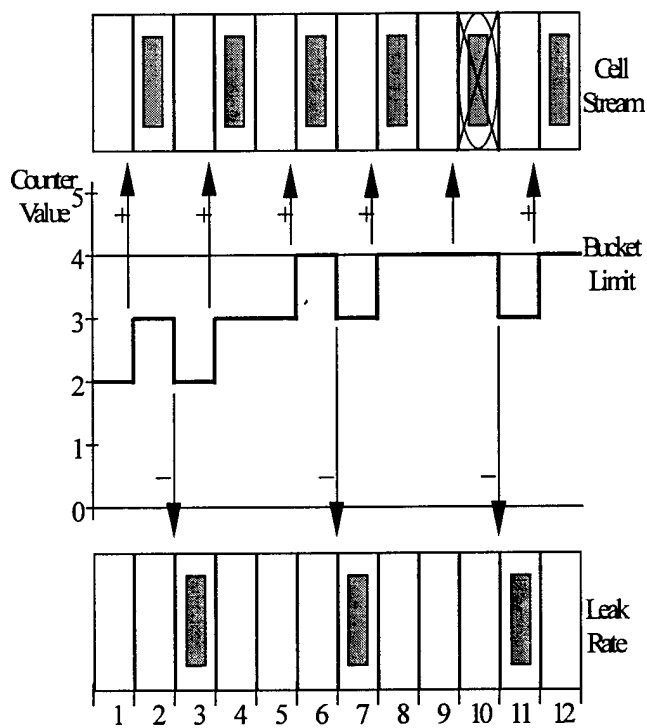 Cell
Stream
Counter
Value
5
+ + + + +
Bucket
Limit
4
3
2
1
0
− − −
Leak
Rate
1 2 3 4 5 6 7 8 9 10 11 12